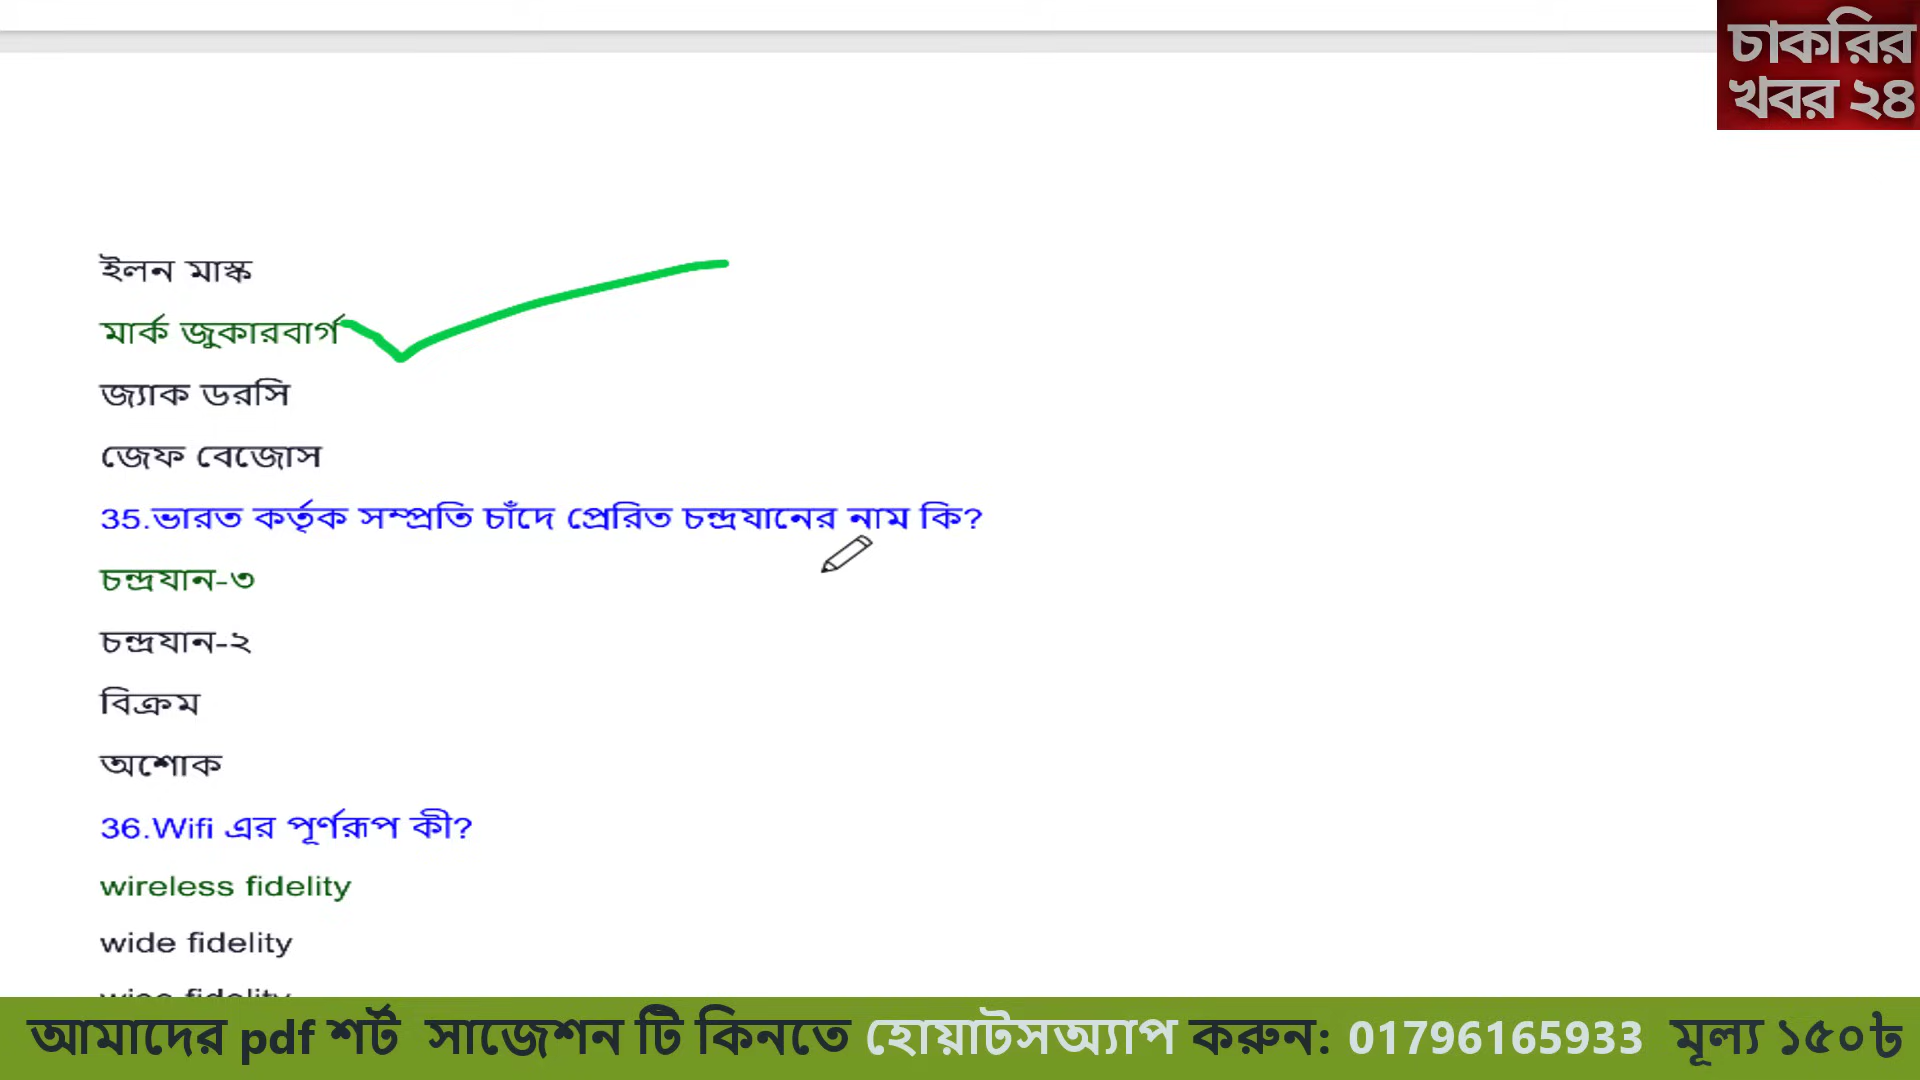 চাকরির
খবর ২৪
ইলন মাস্ক
মার্ক জুকারবার্গ
জ্যাক ডরসি
জেফ বেজোস
35.ভারত কর্তৃক সম্প্রতি চাঁদে প্রেরিত চন্দ্রযানের নাম কি?
চন্দ্রযান-৩
চন্দ্রযান-২
বিক্রম
অশোক
36.Wifi এর পূর্ণরূপ কী?
wireless fidelity
wide fidelity
fidelity
আমাদের pdf শর্ট সাজেশন টি কিনতে হোয়াটসঅ্যাপ করুন: 01796165933 মূল্য ১৫০৳